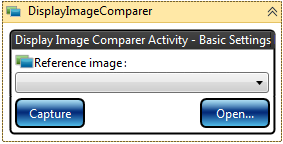 DisplayImageComparer
Display Image Comparer Activity - Basic Settings
Reference image:
Capture Open...